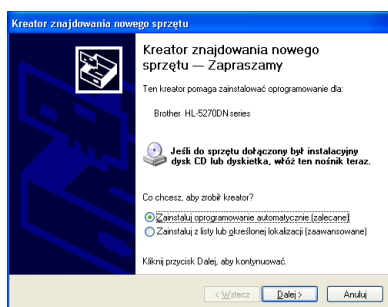 Kreator znajdowania nowego sprzętu
Kreator znajdowania nowego
sprzętu — Zapraszamy
Ten kreator pomaga zainstalować oprogramowanie dla:
Brother HL-5270DN series
Jeśli do sprzętu dołączony był instalacyjny
dysk CD lub dyskietka, włóż ten nośnik teraz.
Co chcesz, aby zrobił kreator?
Zainstaluj oprogramowanie automatycznie (zalecane)
Zainstaluj z listy lub określonej lokalizacji (zaawansowane)
Kliknij przycisk Dalej, aby kontynuować.
< Wstecz Dalej > Anuluj